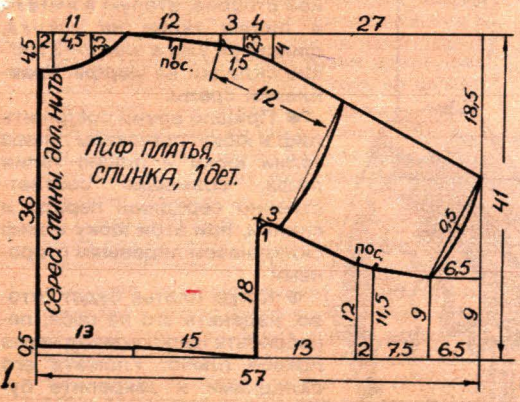 11 12 3 4 27
4,5 2 4,5 3,5 пос. 1,5 2,3 4
12 18,5
Лиф платья,
спинка, 1 дет.
Серед спины, дол. нить
36 41
3 1
0,5 6,5
пос.
18 12 11,5 9 9
0,5 13 15 13 2 7,5 6,5
1. 57